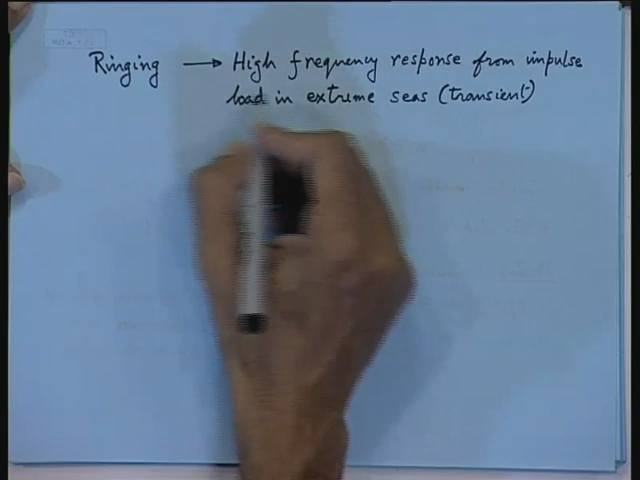 Ringing → High frequency response from impulse
load in extreme seas (transient)